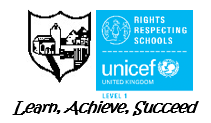 RIGHTS
RESPECTING
SCHOOLS
unicef
UNITED KINGDOM
LEVEL 1
Learn, Achieve, Succeed